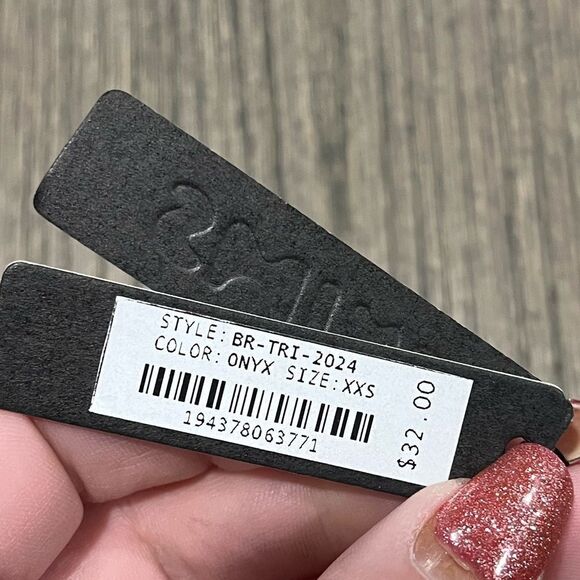 STYLE: BR-TRI-2024
COLOR: ONYX SIZE: XXS
194378063771
$32.00